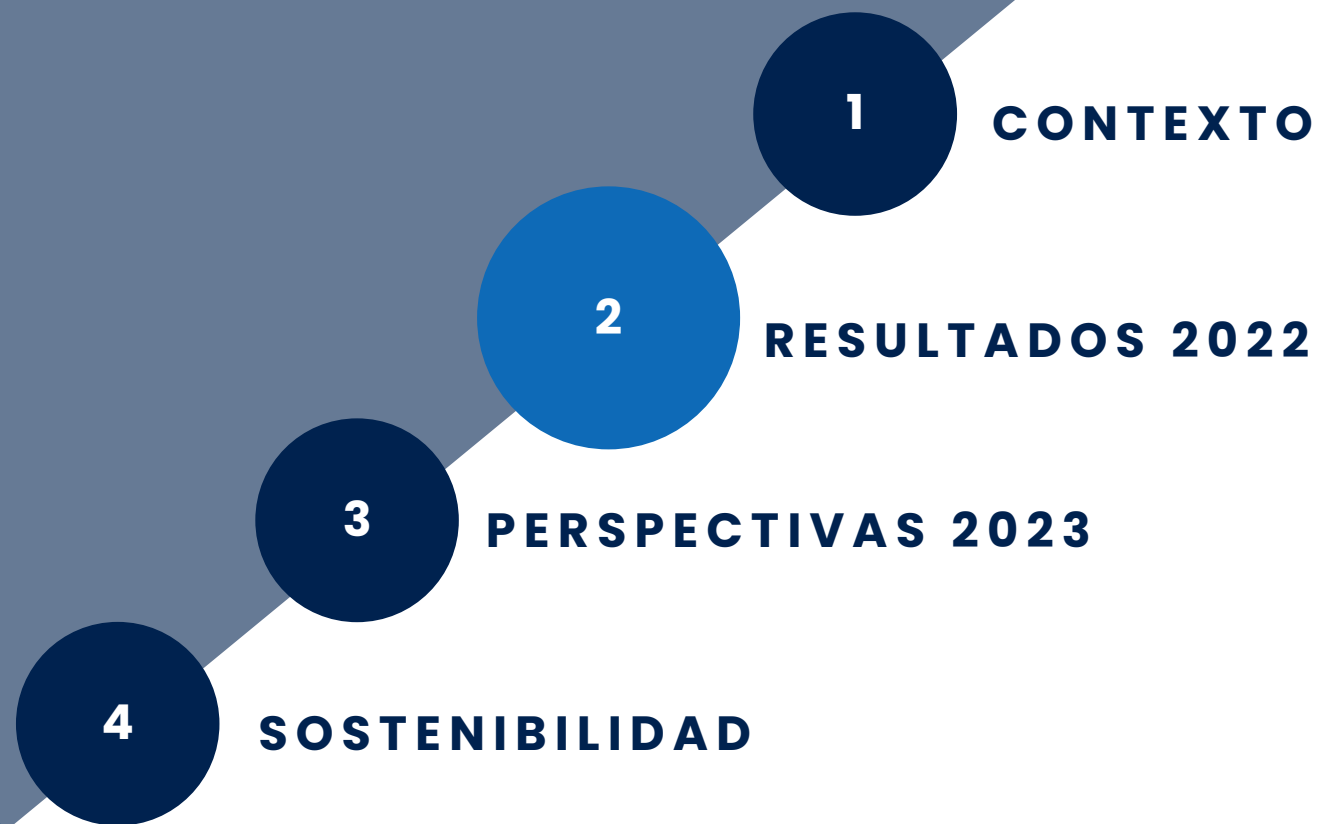 1 CONTEXTO
2 RESULTADOS 2022
3 PERSPECTIVAS 2023
4 SOSTENIBILIDAD